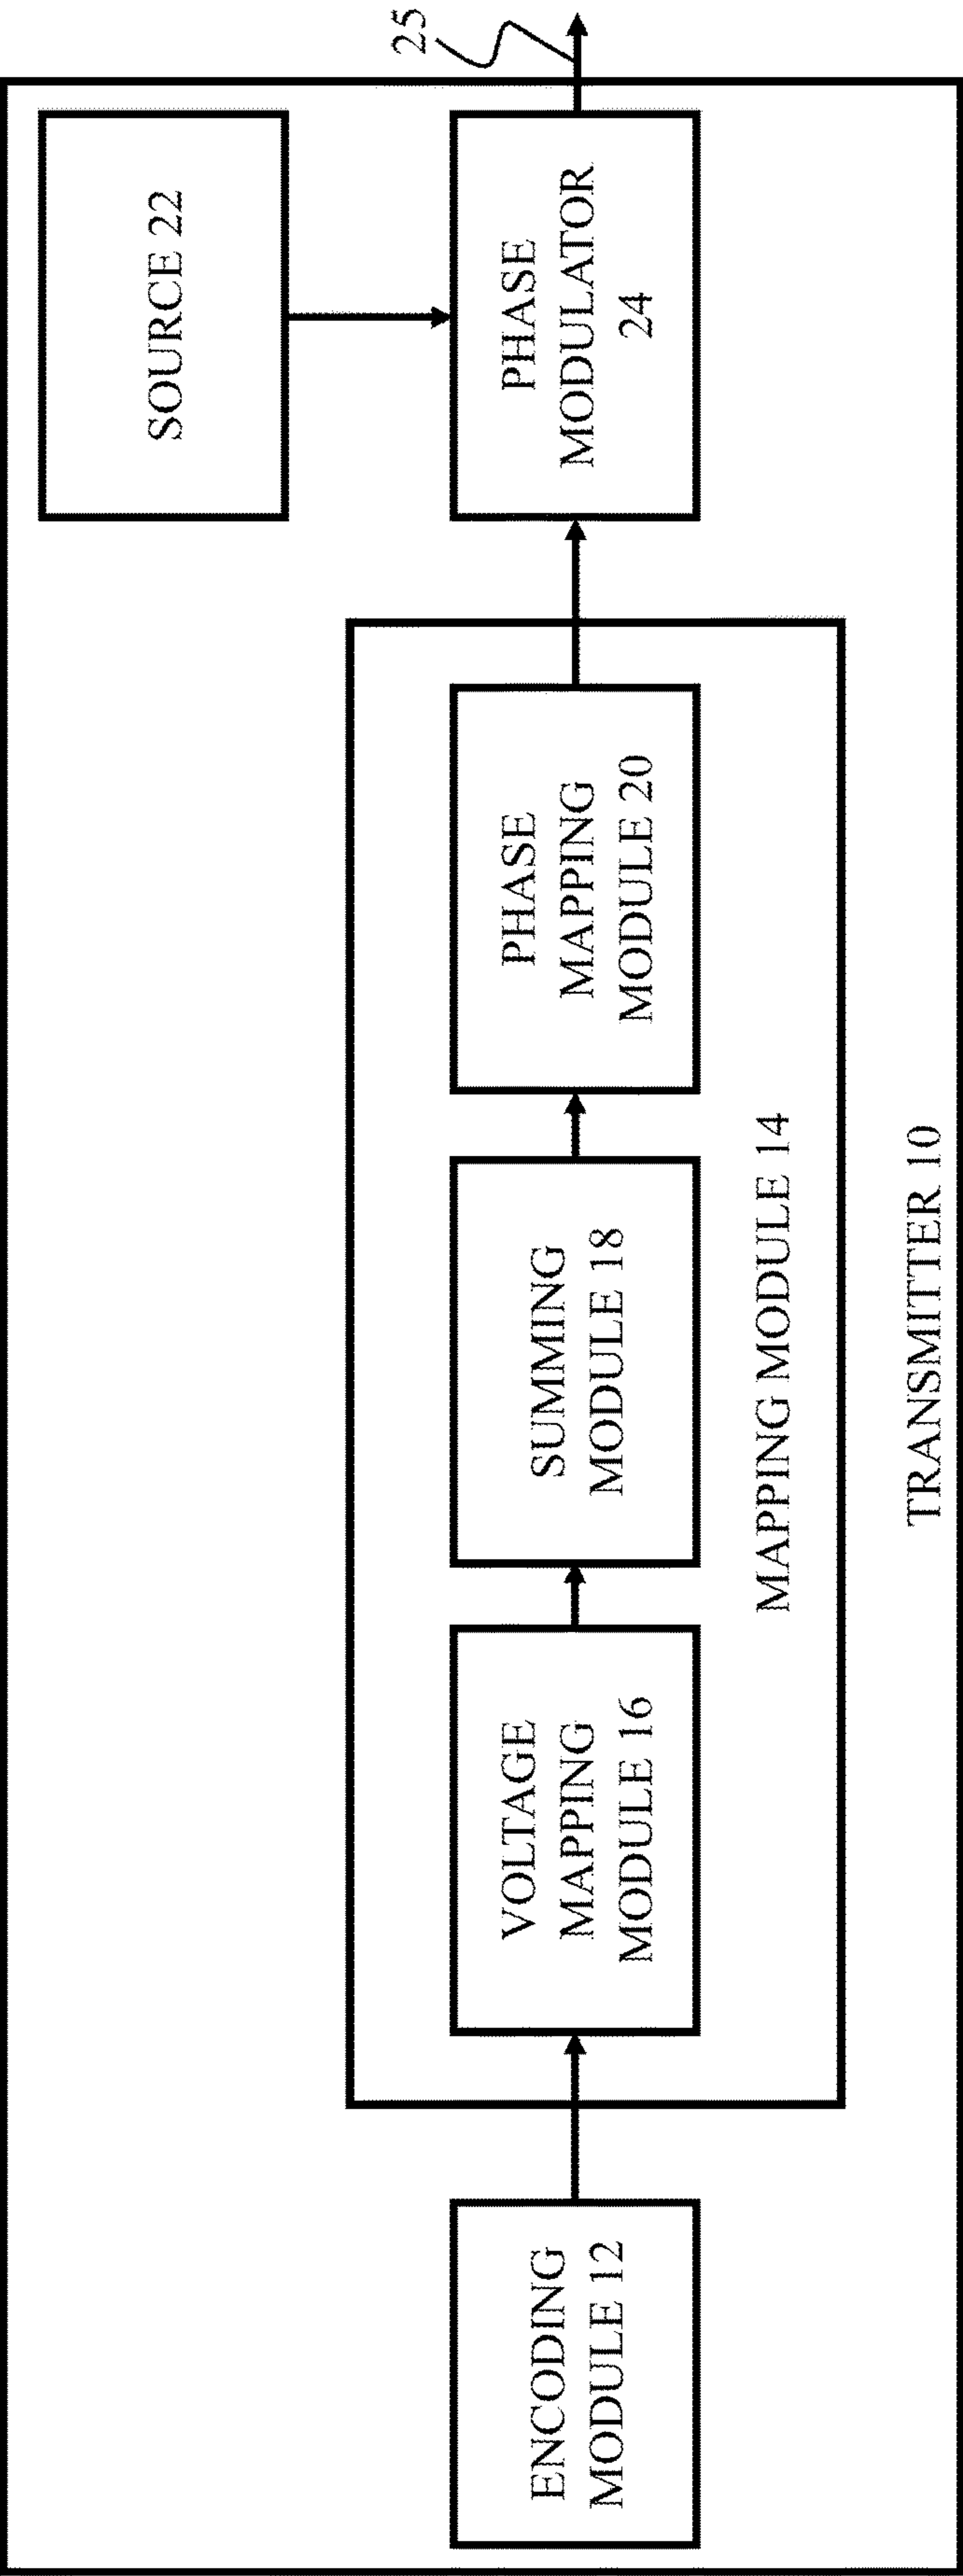 ENCODING
MODULE 12
VOLTAGE
MAPPING
MODULE 16
SUMMING
MODULE 18
PHASE
MAPPING
MODULE 20
MAPPING MODULE 14
SOURCE 22
PHASE
MODULATOR
24
25
TRANSMITTER 10